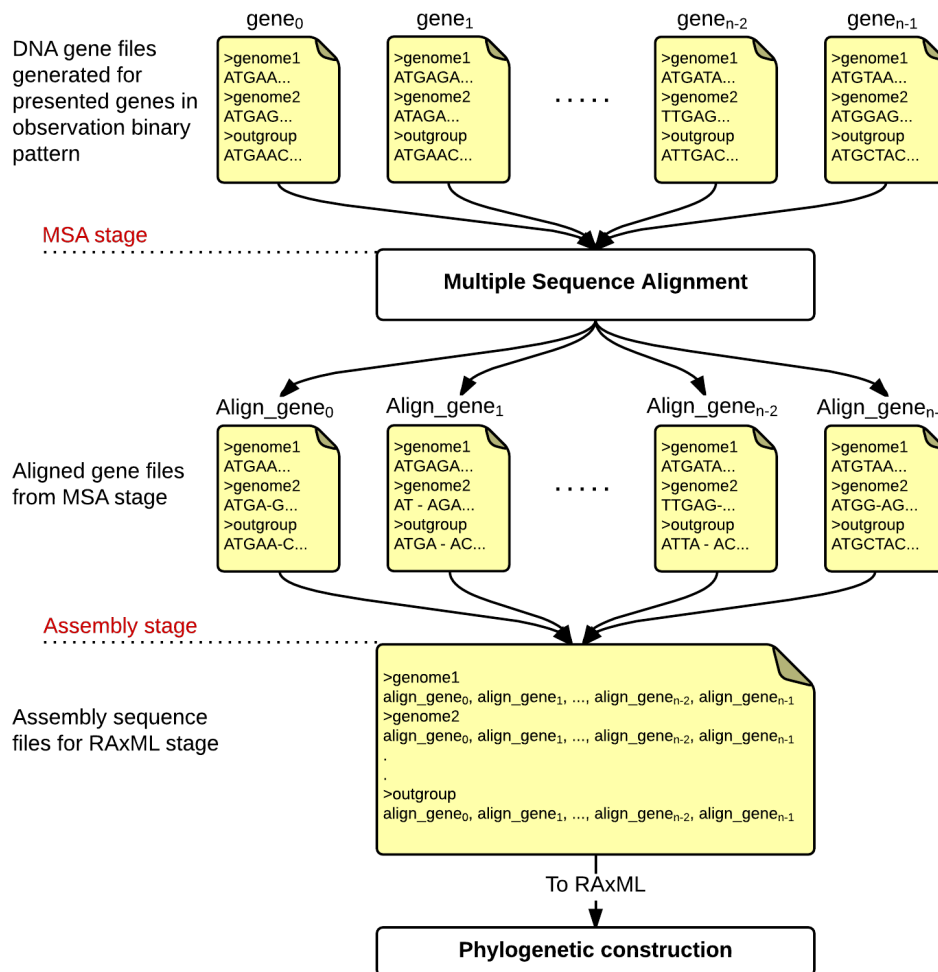 gene₀
gene₁
geneₙ₋₂
geneₙ₋₁
DNA gene files
generated for
presented genes in
observation binary
pattern
>genome1
ATGAA...
>genome2
ATGAG...
>outgroup
ATGAAC...
>genome1
ATGAGA...
>genome2
ATAGA...
>outgroup
ATGAAC...
.....
>genome1
ATGATA...
>genome2
TTGAG...
>outgroup
ATTGAC...
>genome1
ATGTAA...
>genome2
ATGGAG...
>outgroup
ATGCTAC...
MSA stage
Multiple Sequence Alignment
Align_gene₀
Align_gene₁
Align_geneₙ₋₂
Align_geneₙ₋
Aligned gene files
from MSA stage
>genome1
ATGAA...
>genome2
ATGA-G...
>outgroup
ATGAA-C...
>genome1
ATGAGA...
>genome2
AT - AGA...
>outgroup
ATGA - AC...
.....
>genome1
ATGATA...
>genome2
TTGAG-...
>outgroup
ATTA - AC...
>genome1
ATGTAA...
>genome2
ATGG-AG...
>outgroup
ATGCTAC...
Assembly stage
Assembly sequence
files for RAxML stage
>genome1
align_gene₀, align_gene₁, ..., align_geneₙ₋₂, align_geneₙ₋₁
>genome2
align_gene₀, align_gene₁, ..., align_geneₙ₋₂, align_geneₙ₋₁
.
.
>outgroup
align_gene₀, align_gene₁, ..., align_geneₙ₋₂, align_geneₙ₋₁
To RAxML
Phylogenetic construction